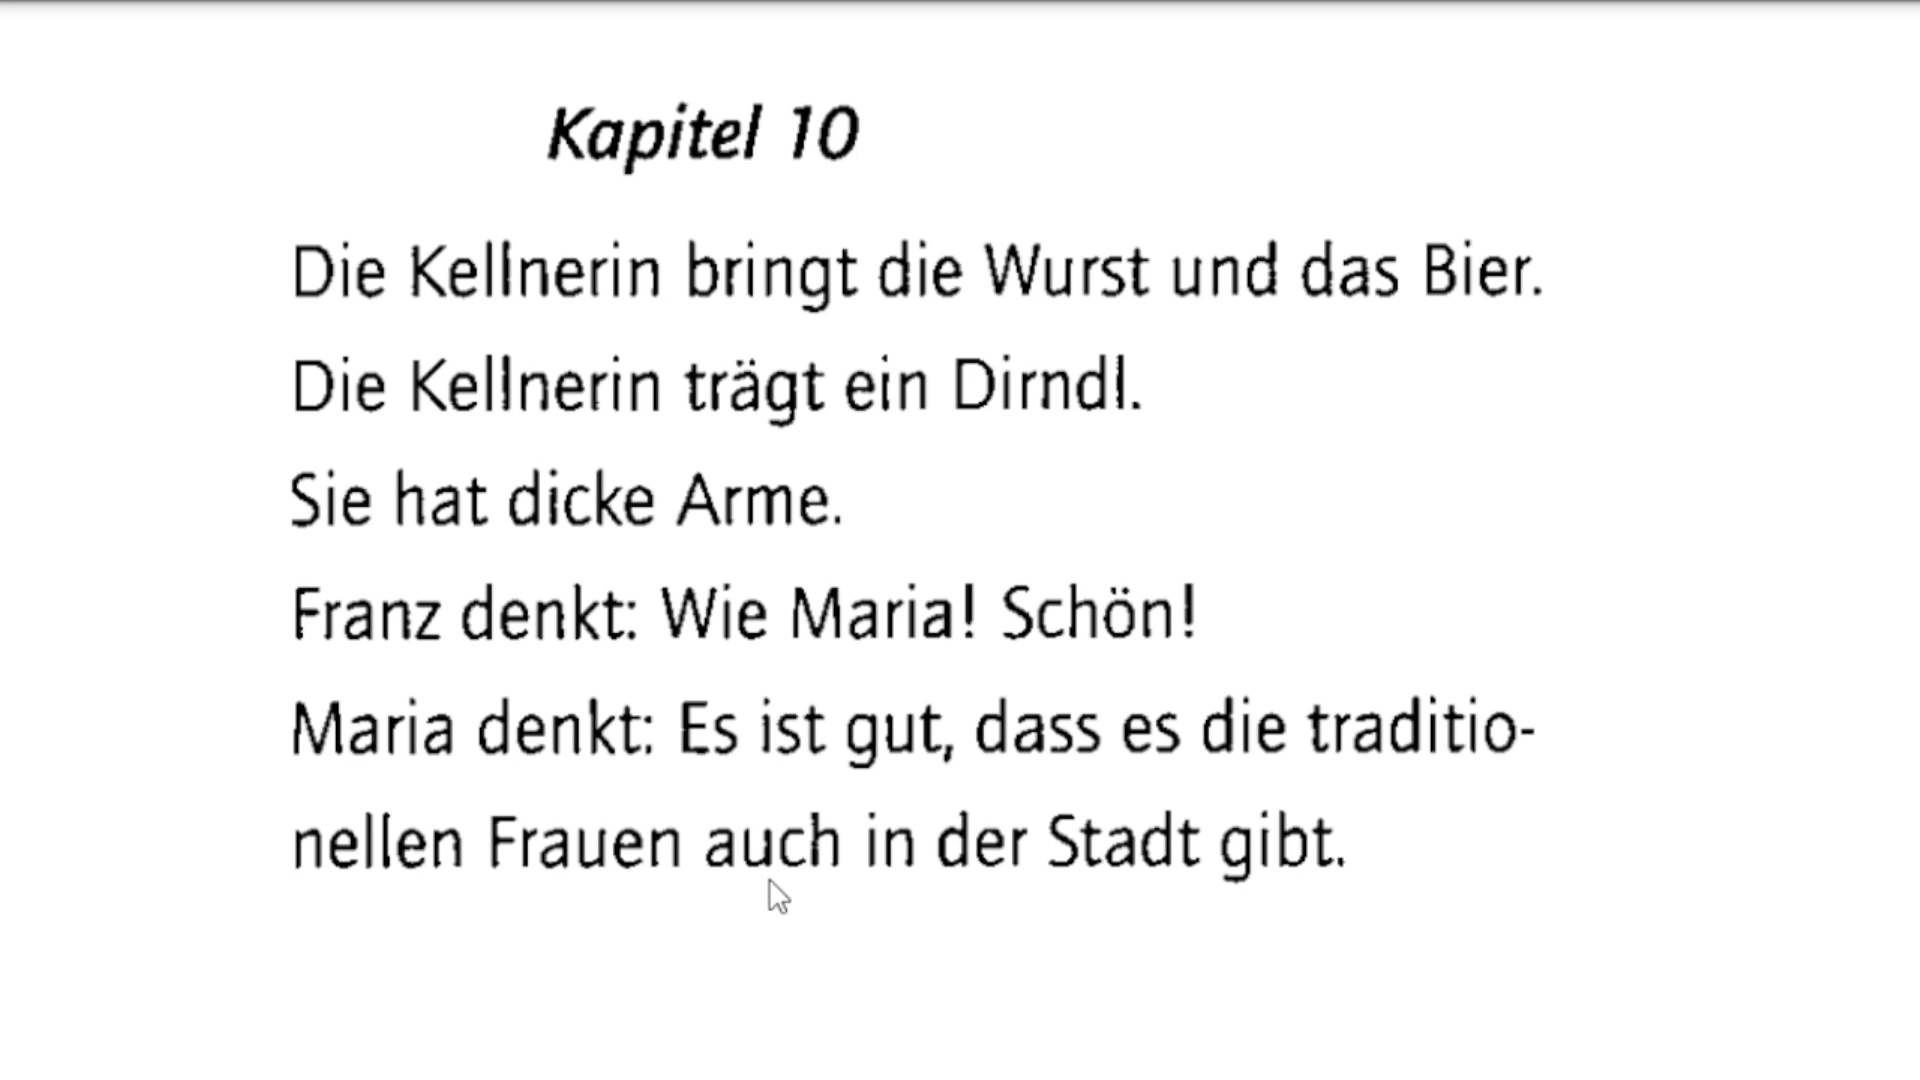 Kapitel 10
Die Kellnerin bringt die Wurst und das Bier.
Die Kellnerin trägt ein Dirndl.
Sie hat dicke Arme.
Franz denkt: Wie Maria! Schön!
Maria denkt: Es ist gut, dass es die traditio-
nellen Frauen auch in der Stadt gibt.